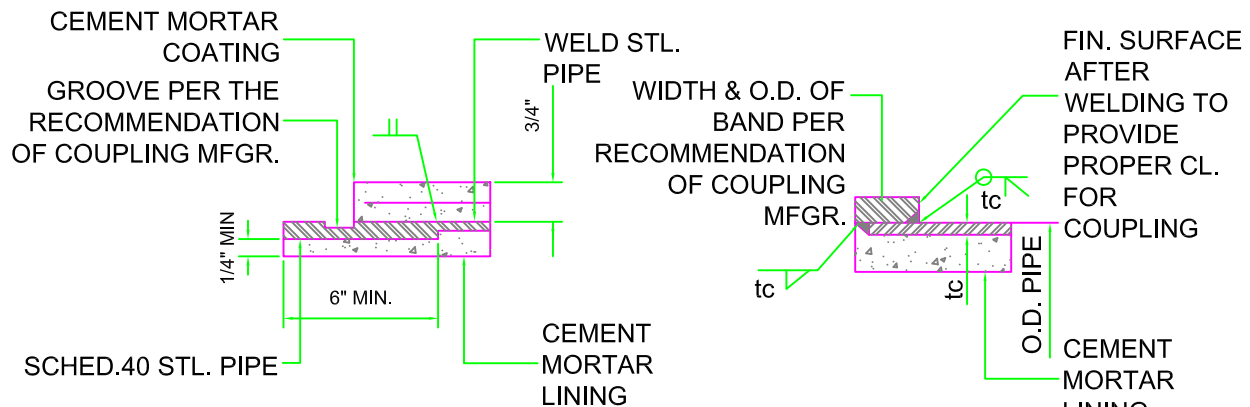 CEMENT MORTAR
COATING
GROOVE PER THE
RECOMMENDATION
OF COUPLING MFGR.
WELD STL.
PIPE
3/4"
1/4" MIN
6" MIN.
SCHED.40 STL. PIPE
CEMENT
MORTAR
LINING
WIDTH & O.D. OF
BAND PER
RECOMMENDATION
OF COUPLING
MFGR.
FIN. SURFACE
AFTER
WELDING TO
PROVIDE
PROPER CL.
FOR
COUPLING
tc
tc
tc
O.D. PIPE
CEMENT
MORTAR
LINING